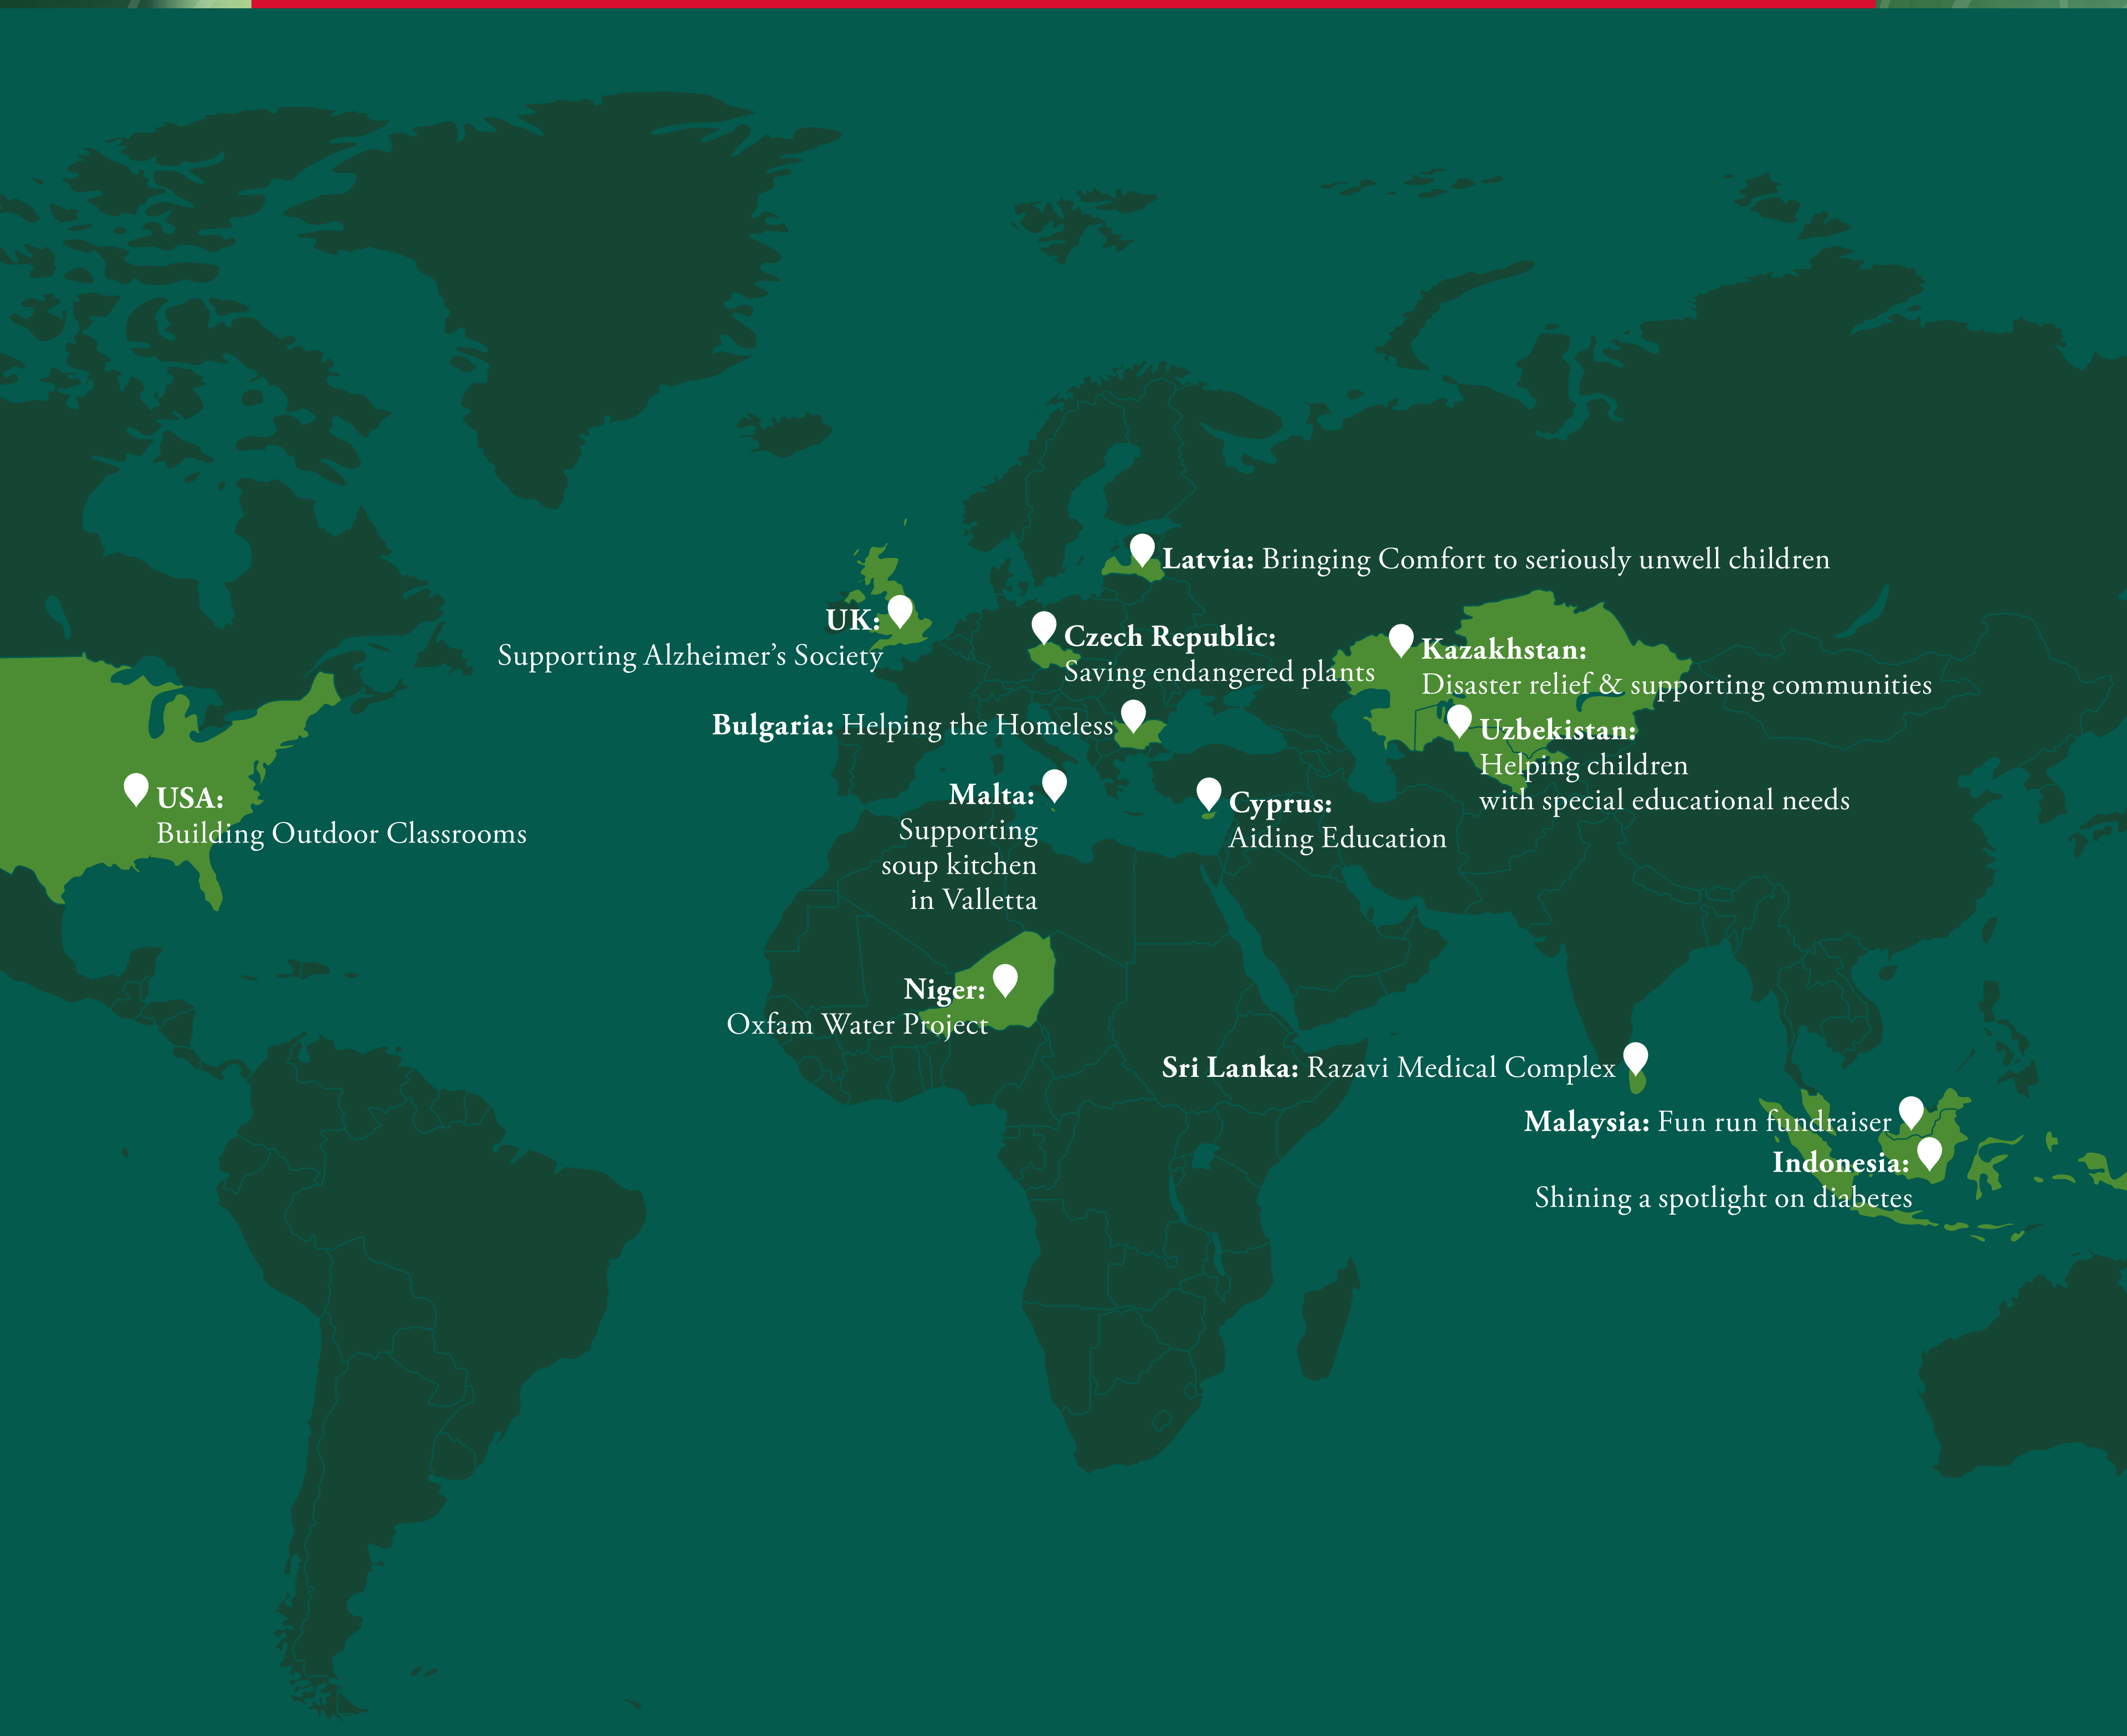 Latvia: Bringing Comfort to seriously unwell children
UK:
Supporting Alzheimer’s Society
Czech Republic:
Saving endangered plants
Kazakhstan:
Disaster relief & supporting communities
Bulgaria: Helping the Homeless
Uzbekistan:
Helping children
with special educational needs
USA:
Building Outdoor Classrooms
Malta:
Supporting
soup kitchen
in Valletta
Cyprus:
Aiding Education
Niger:
Oxfam Water Project
Sri Lanka: Razavi Medical Complex
Malaysia: Fun run fundraiser
Indonesia:
Shining a spotlight on diabetes